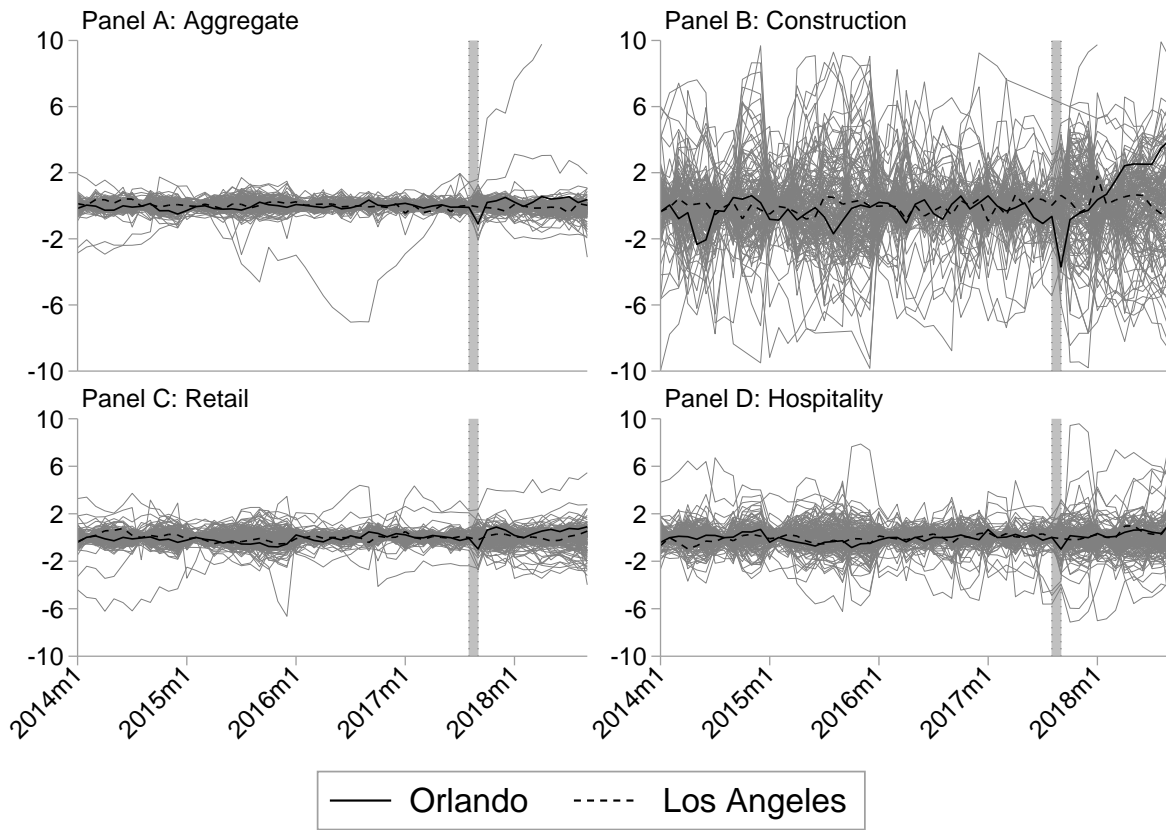 Panel A: Aggregate
10
6
2
-2
-6
-10
Panel B: Construction
10
6
2
-2
-6
-10
Panel C: Retail
10
6
2
-2
-6
-10
2014m1
2015m1
2016m1
2017m1
2018m1
Panel D: Hospitality
10
6
2
-2
-6
-10
2014m1
2015m1
2016m1
2017m1
2018m1
Orlando
Los Angeles